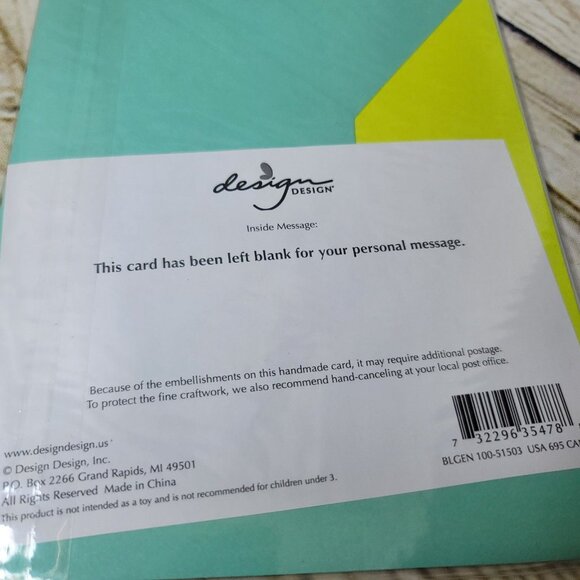 design
DESIGN®
Inside Message:
This card has been left blank for your personal message.
Because of the embellishments on this handmade card, it may require additional postage.
To protect the fine craftwork, we also recommend hand-canceling at your local post office.
www.designdesign.us
© Design Design, Inc.
P.O. Box 2266 Grand Rapids, MI 49501
All Rights Reserved Made in China
This product is not intended as a toy and is not recommended for children under 3.
7 32296 35478
BLGEN 100-51503 USA 695 CAN